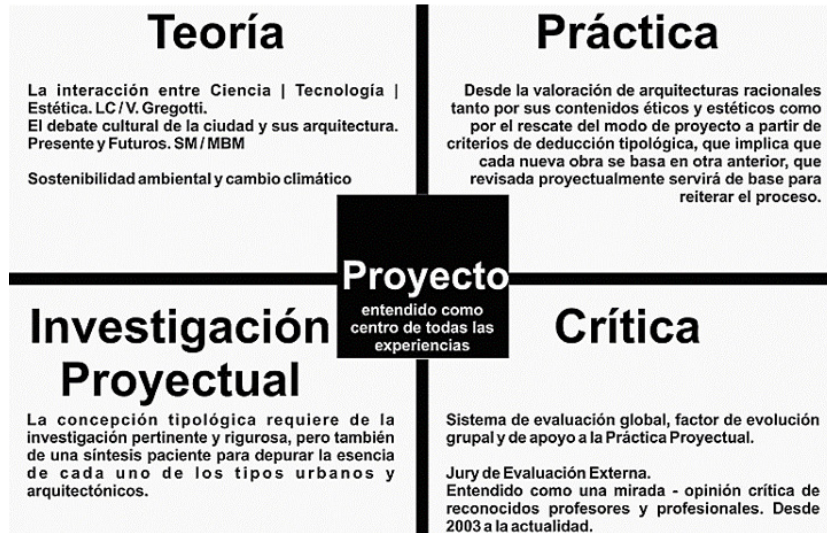 Teoría
La interacción entre Ciencia | Tecnología |
Estética. LC / V. Gregotti.
El debate cultural de la ciudad y sus arquitectura.
Presente y Futuros. SM / MBM
Sostenibilidad ambiental y cambio climático
Práctica
Desde la valoración de arquitecturas racionales
tanto por sus contenidos éticos y estéticos como
por el rescate del modo de proyecto a partir de
criterios de deducción tipológica, que implica que
cada nueva obra se basa en otra anterior, que
revisada proyectualmente servirá de base para
reiterar el proceso.
Proyecto
entendido como
centro de todas las
experiencias
Investigación
Proyectual
La concepción tipológica requiere de la
investigación pertinente y rigurosa, pero también
de una síntesis paciente para depurar la esencia
de cada uno de los tipos urbanos y
arquitectónicos.
Crítica
Sistema de evaluación global, factor de evolución
grupal y de apoyo a la Práctica Proyectual.
Jury de Evaluación Externa.
Entendido como una mirada - opinión crítica de
reconocidos profesores y profesionales. Desde
2003 a la actualidad.